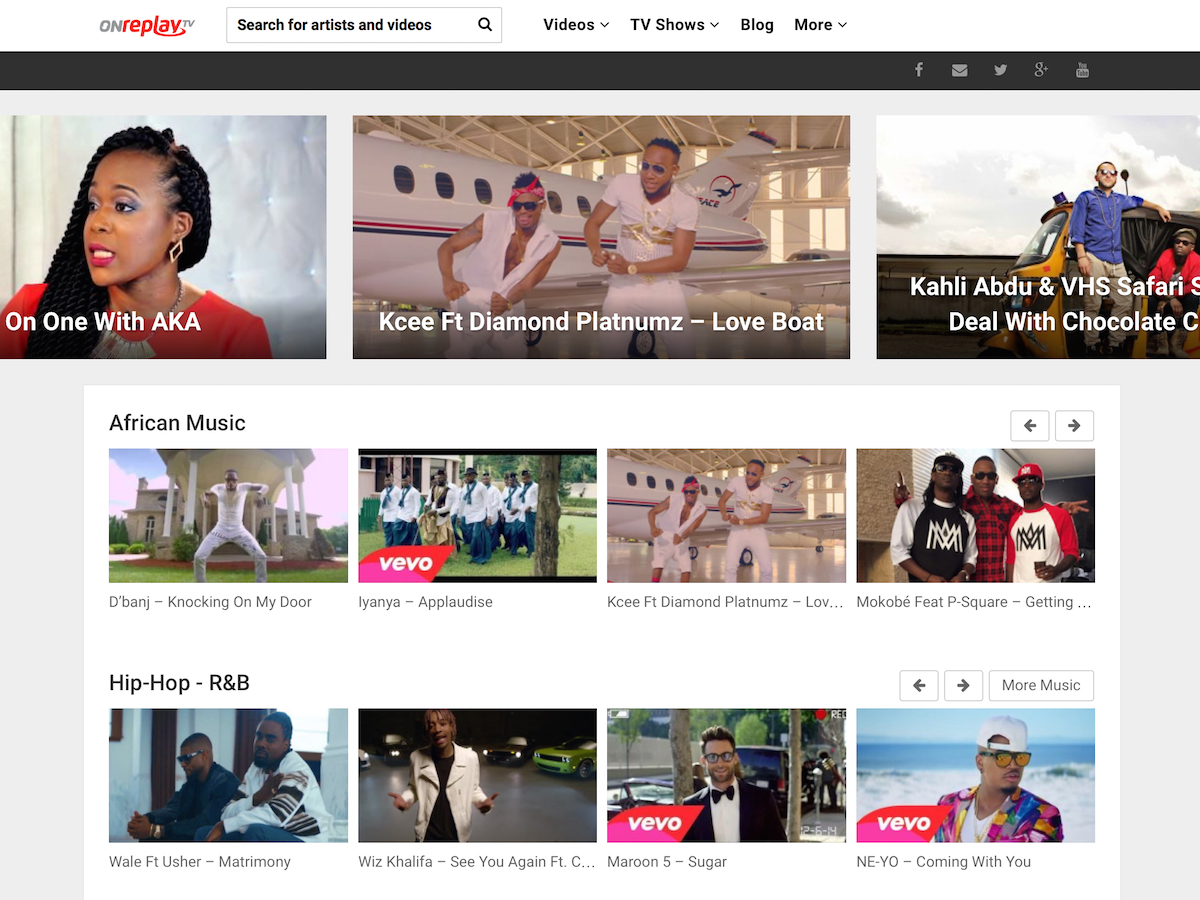 ONreplayTV
Search for artists and videos
Videos
TV Shows
Blog
More
On One With AKA
Kcee Ft Diamond Platnumz – Love Boat
Kahli Abdu & VHS Safari S
Deal With Chocolate C
African Music
vevo
D’banj – Knocking On My Door
Iyanya – Applaudise
Kcee Ft Diamond Platnumz – Lov...
Mokobé Feat P-Square – Getting ...
Hip-Hop - R&B
More Music
REC
vevo
vevo
Wale Ft Usher – Matrimony
Wiz Khalifa – See You Again Ft. C...
Maroon 5 – Sugar
NE-YO – Coming With You